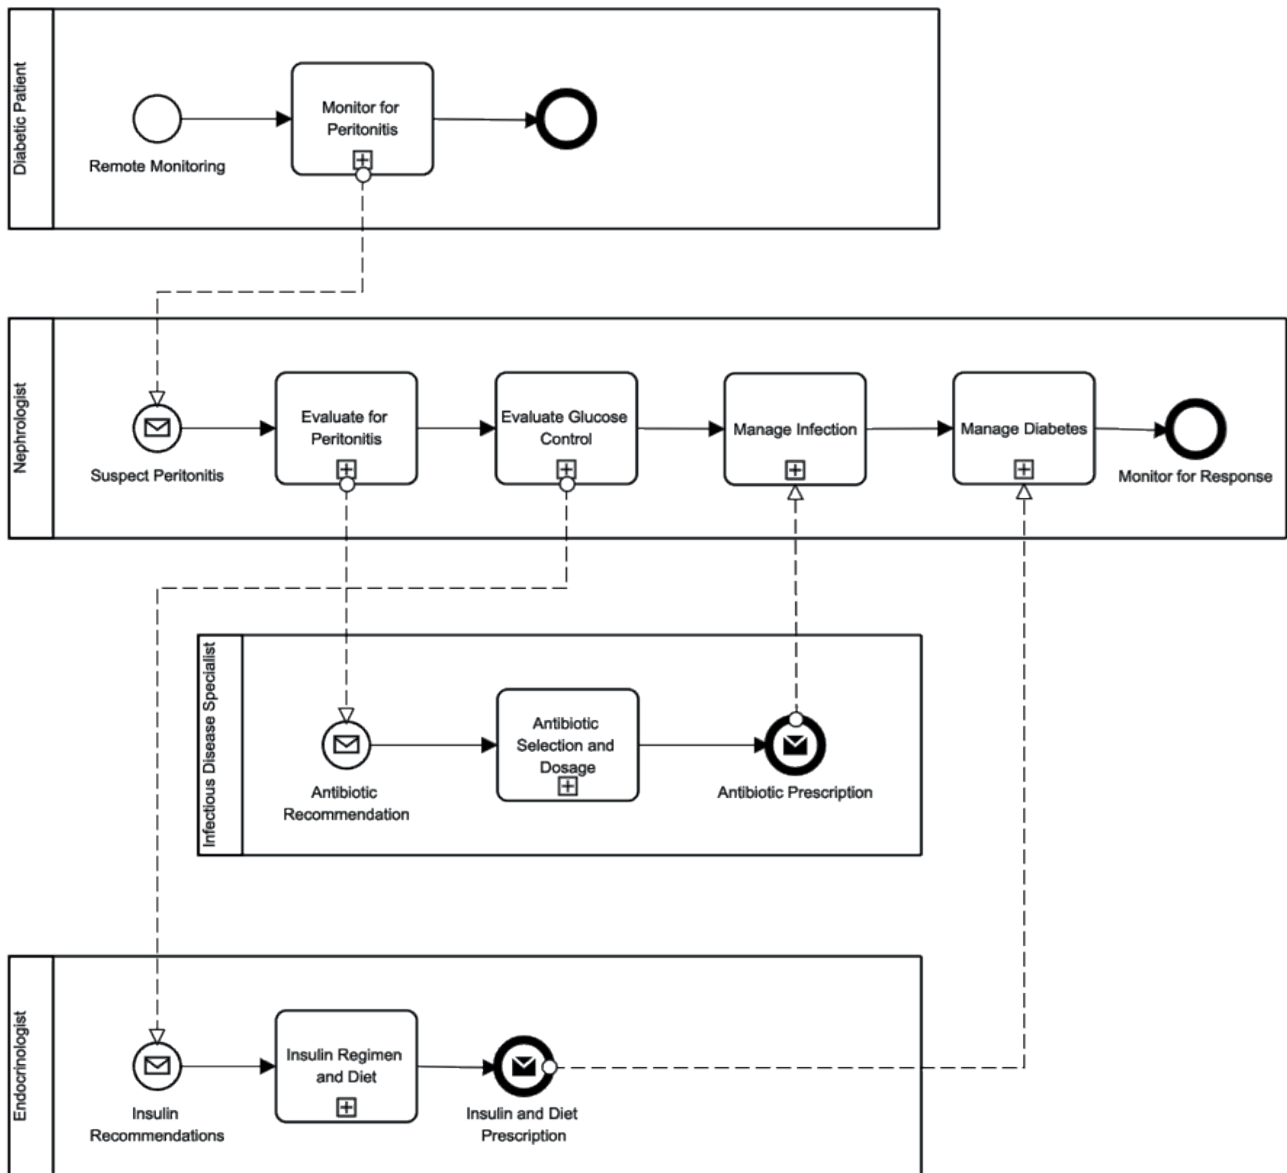 Diabetic Patient
Monitor for
Peritonitis
Remote Monitoring
Nephrologist
Evaluate for
Peritonitis
Evaluate Glucose
Control
Manage Infection
Manage Diabetes
Suspect Peritonitis
Monitor for Response
Infectious Disease Specialist
Antibiotic
Selection and
Dosage
Antibiotic
Recommendation
Antibiotic Prescription
Endocrinologist
Insulin Regimen
and Diet
Insulin
Recommendations
Insulin and Diet
Prescription